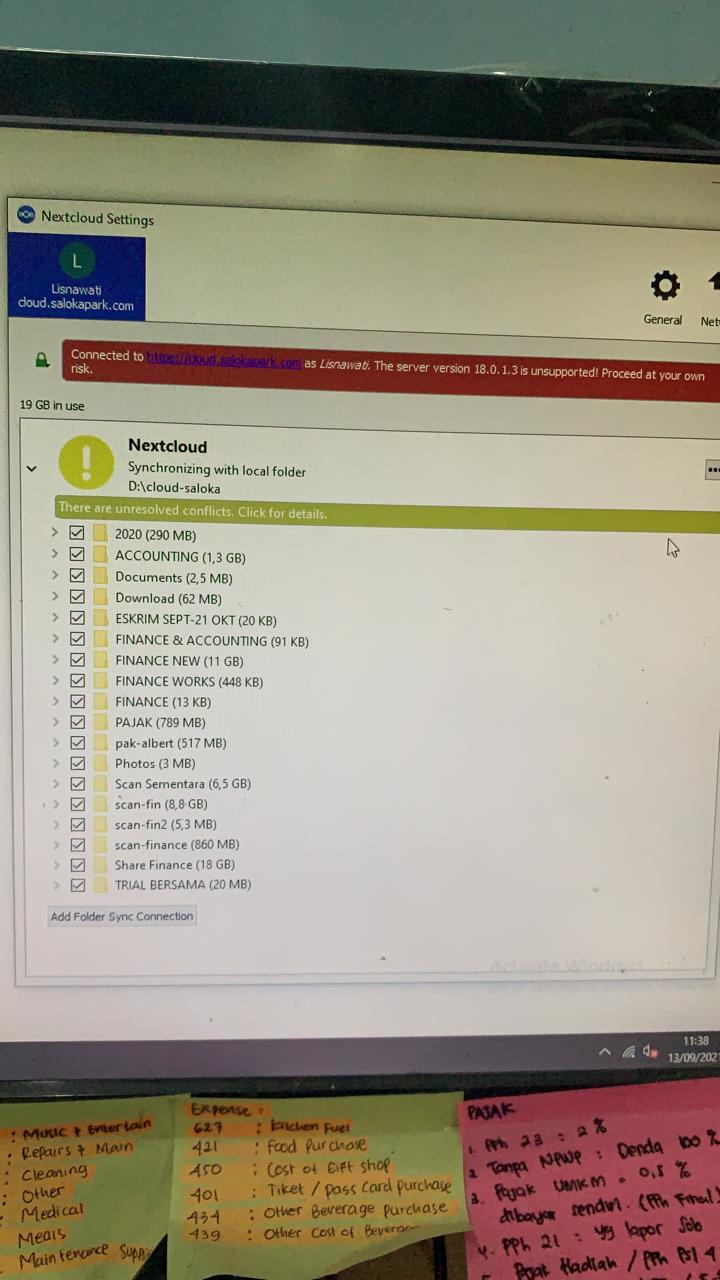 Nextcloud Settings
L
Lisnawati
cloud.salokapark.com
General
Net
Connected to https://cloud.salokapark.com as Lisnawati. The server version 18.0.1.3 is unsupported! Proceed at your own
risk.
19 GB in use
Nextcloud
Synchronizing with local folder
D:\cloud-saloka
There are unresolved conflicts. Click for details.
2020 (290 MB)
ACCOUNTING (1,3 GB)
Documents (2,5 MB)
Download (62 MB)
ESKRIM SEPT-21 OKT (20 KB)
FINANCE & ACCOUNTING (91 KB)
FINANCE NEW (11 GB)
FINANCE WORKS (448 KB)
FINANCE (13 KB)
PAJAK (789 MB)
pak-albert (517 MB)
Photos (3 MB)
Scan Sementara (6,5 GB)
scan-fin (8,8 GB)
scan-fin2 (5,3 MB)
scan-finance (860 MB)
Share Finance (18 GB)
TRIAL BERSAMA (20 MB)
Add Folder Sync Connection
Activate Windows
11:38
13/09/202
: Music + Entertain
: Repairs + Main
: Cleaning
: Other
: Medical
Meals
Maintenance Supp
Expense :
627 : kitchen Fuel
421 : Food Purchase
450 : Cost of Gift shop
401 : Tiket / pass Card purchase
434 : Other Beverage purchase
439 : Other Cost of Bevera
PAJAK
1. PPh 23 : 2 %
2. Tanpa NPWP : Denda 100 %
3. Pajak UMKM = 0,5 %
dibayar sendiri. (PPh Final)
4. PPh 21 : yg lapor Solo
Pajak Hadiah / PPh Psl 4